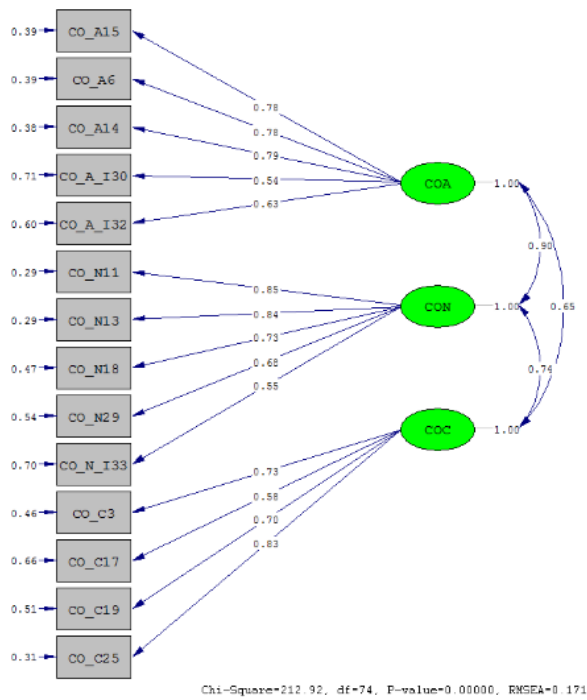 0.39 CO_A15
0.78
0.39 CO_A6
0.78
0.38 CO_A14
0.79
0.71 CO_A_I30
0.54
COA 1.00
0.60 CO_A_I32
0.63
0.90
0.29 CO_N11
0.85
0.65
0.29 CO_N13
0.84
CON 1.00
0.47 CO_N18
0.73
0.74
0.54 CO_N29
0.68
0.70 CO_N_I33
0.55
COC 1.00
0.46 CO_C3
0.73
0.66 CO_C17
0.58
0.51 CO_C19
0.70
0.31 CO_C25
0.83
Chi-Square=212.92, df=74, P-value=0.00000, RMSEA=0.171